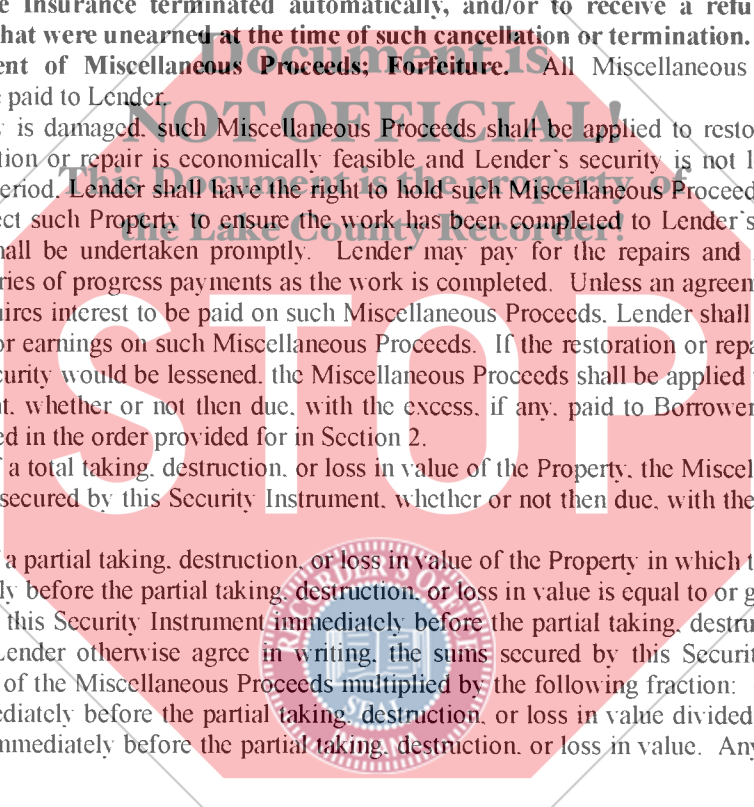 e Insurance terminated automatically, and/or to receive a refu
hat were unearned at the time of such cancellation or termination.
Document is
ent of Miscellaneous Proceeds; Forfeiture. All Miscellaneous
e paid to Lender.
NOT OFFICIAL!
is damaged, such Miscellaneous Proceeds shall be applied to resto
tion or repair is economically feasible and Lender's security is not l
This Document is the property of
eriod, Lender shall have the right to hold such Miscellaneous Proceed
ect such Property to ensure the work has been completed to Lender's
the Lake County Recorder!
hall be undertaken promptly. Lender may pay for the repairs and
ries of progress payments as the work is completed. Unless an agreem
uires interest to be paid on such Miscellaneous Proceeds, Lender shall
or earnings on such Miscellaneous Proceeds. If the restoration or repa
STOP
curity would be lessened, the Miscellaneous Proceeds shall be applied
t, whether or not then due, with the excess, if any, paid to Borrower
ed in the order provided for in Section 2.
f a total taking, destruction, or loss in value of the Property, the Miscel
secured by this Security Instrument, whether or not then due, with the
f a partial taking, destruction, or loss in value of the Property in which t
ly before the partial taking, destruction, or loss in value is equal to or g
this Security Instrument immediately before the partial taking, destru
Lender otherwise agree in writing, the sums secured by this Securit
of the Miscellaneous Proceeds multiplied by the following fraction:
ediately before the partial taking, destruction, or loss in value divided
mmediately before the partial taking, destruction, or loss in value. Any
RECORDER'S OFFICE
SEAL
INDIANA